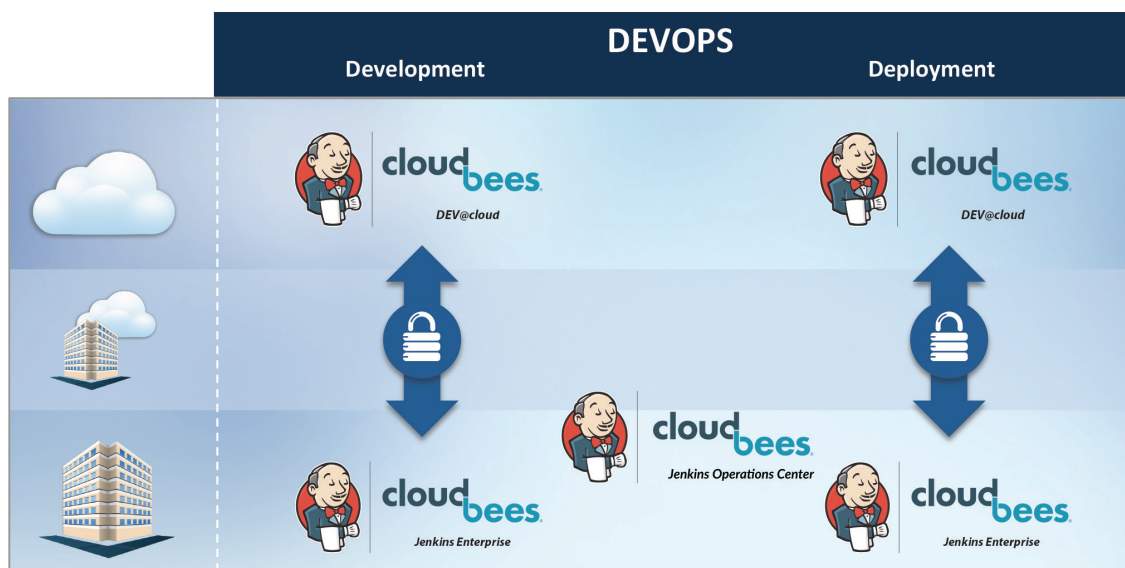 DEVOPS
Development
Deployment
cloudbees®
DEV@cloud
cloudbees®
DEV@cloud
cloudbees®
Jenkins Operations Center
cloudbees®
Jenkins Enterprise
cloudbees®
Jenkins Enterprise